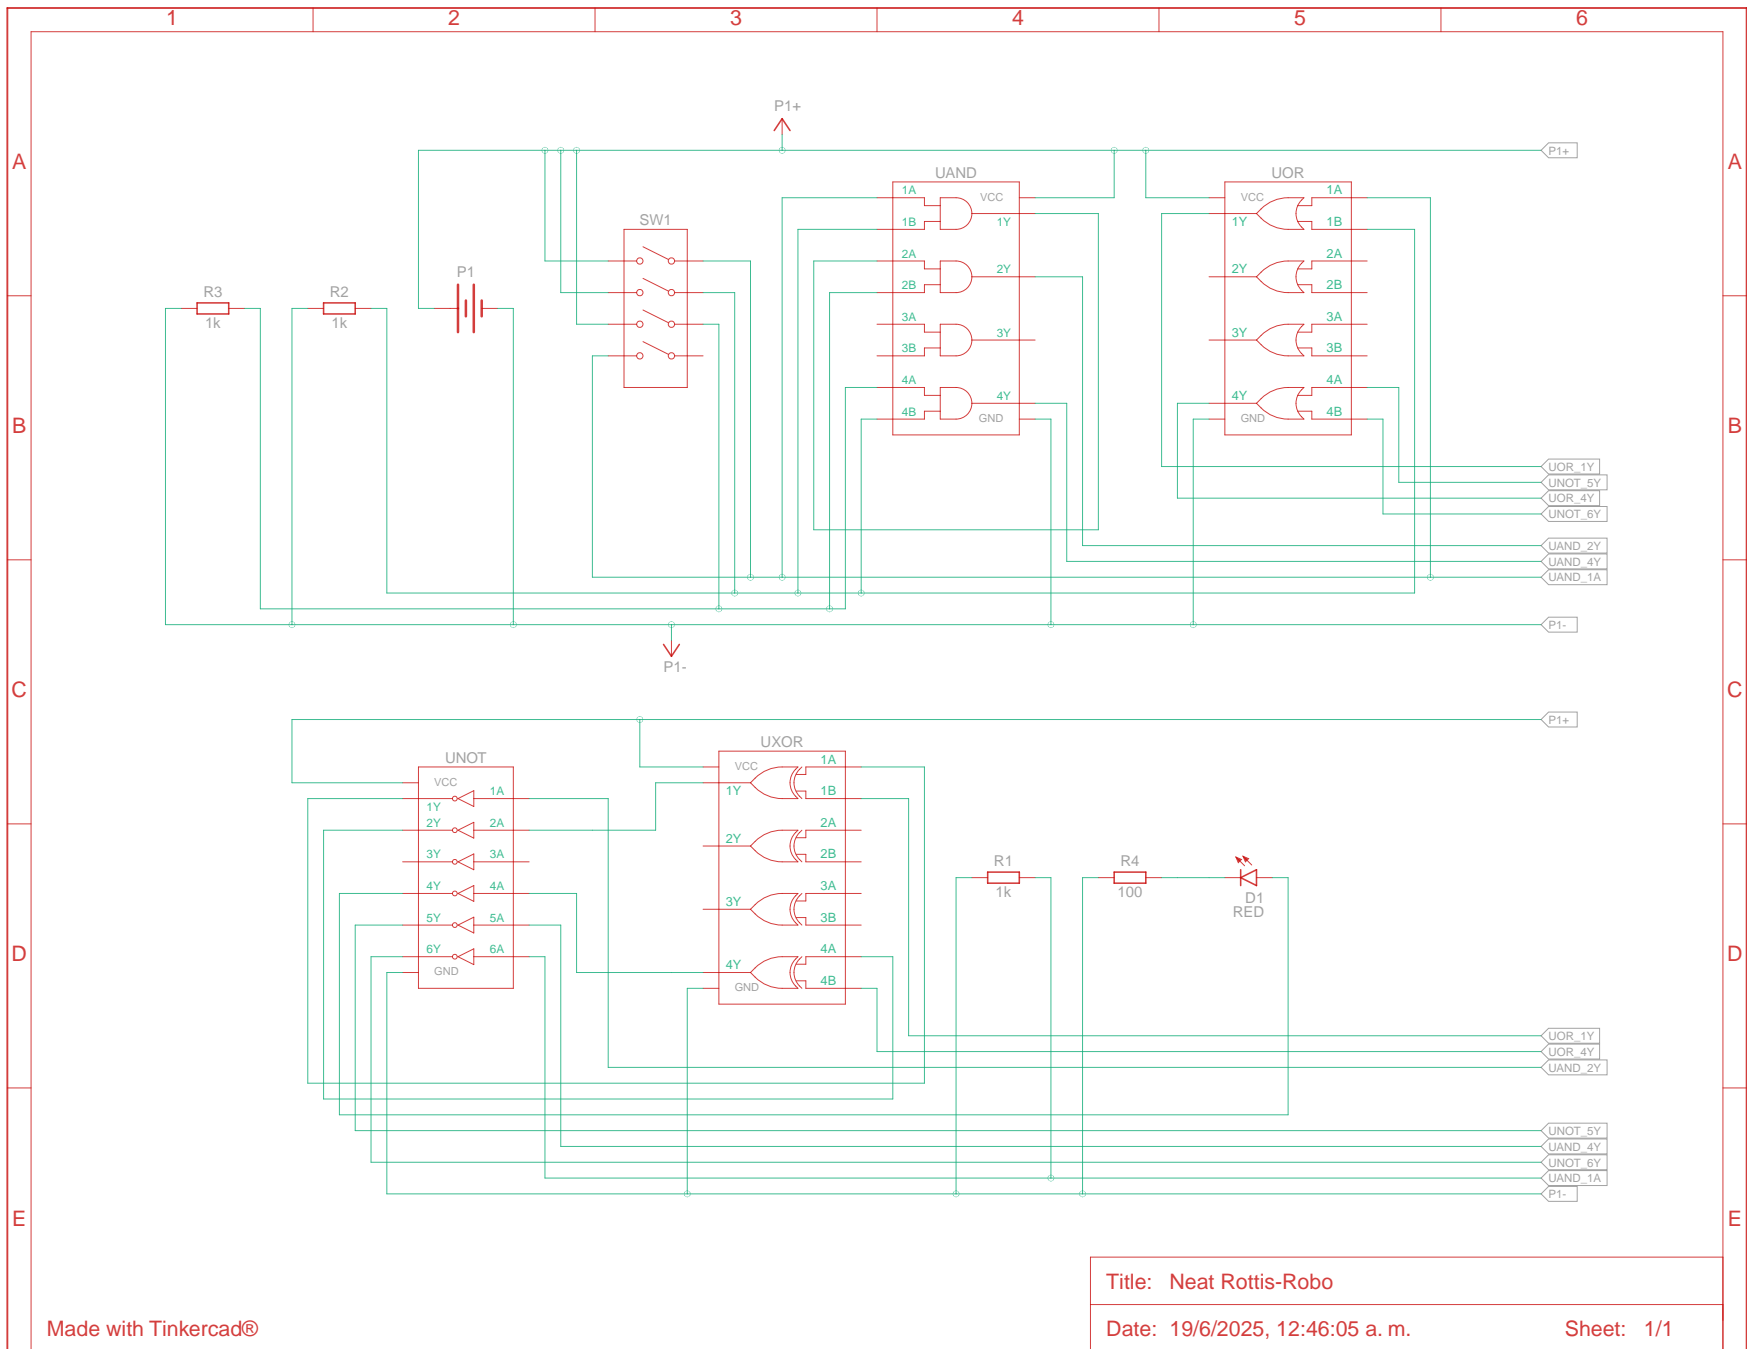 1 2 3 4 5 6
P1+
A P1+ A
UAND UOR
1A VCC VCC 1A
1B 1Y 1Y 1B
SW1
2A 2Y 2Y 2A
2B 2B
P1
R3 R2
1k 1k
3A 3Y 3Y 3A
3B 3B
4A 4Y 4Y 4A
4B GND GND 4B
B B
UOR_1Y
UNOT_5Y
UOR_4Y
UNOT_6Y
UAND_2Y
UAND_4Y
UAND_1A
P1-
P1-
C C
P1+
UXOR
UNOT
VCC 1A
VCC 1Y 1B
1Y 1A
2Y 2A 2Y 2A
2B
3Y 3A
R1 R4
1k 100
4Y 4A 3Y 3A
3B
D1
RED
5Y 5A
6Y 6A 4Y 4A
GND GND 4B
D D
UOR_1Y
UOR_4Y
UAND_2Y
UNOT_5Y
UAND_4Y
UNOT_6Y
UAND_1A
P1-
E E
Title: Neat Rottis-Robo
Made with Tinkercad®
Date: 19/6/2025, 12:46:05 a. m. Sheet: 1/1